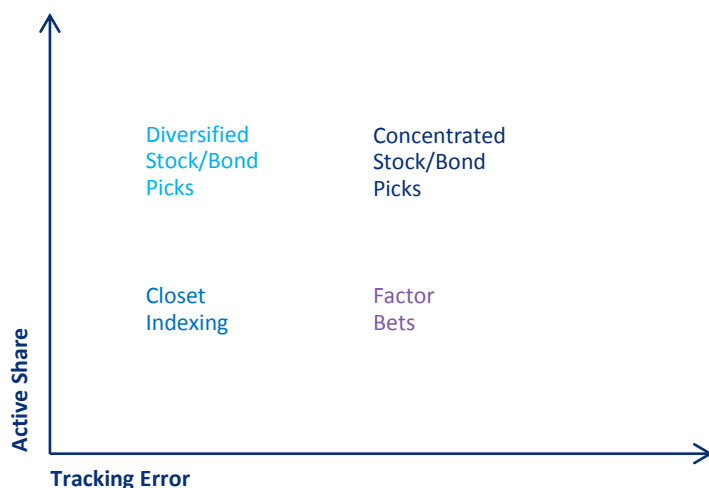 Diversified
Stock/Bond
Picks
Concentrated
Stock/Bond
Picks
Closet
Indexing
Factor
Bets
Active Share
Tracking Error